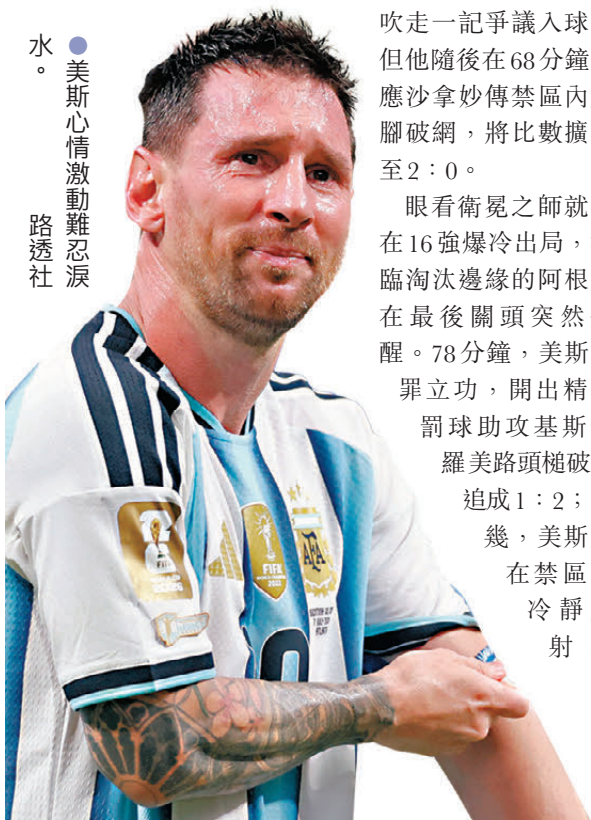 ●美斯心情激動難忍淚
水。 路透社
吹走一記爭議入球
但他隨後在68分鐘
應沙拿妙傳禁區內
腳破網，將比數擴
至2：0。
眼看衛冕之師就
在16強爆冷出局，
臨淘汰邊緣的阿根
在最後關頭突然
醒。78分鐘，美斯
罪立功，開出精
罰球助攻基斯
羅美路頭槌破
追成1：2；
幾，美斯
在禁區
冷靜
射
FIFA
FIFA
WORLD CHAMPIONS
2022
AFA